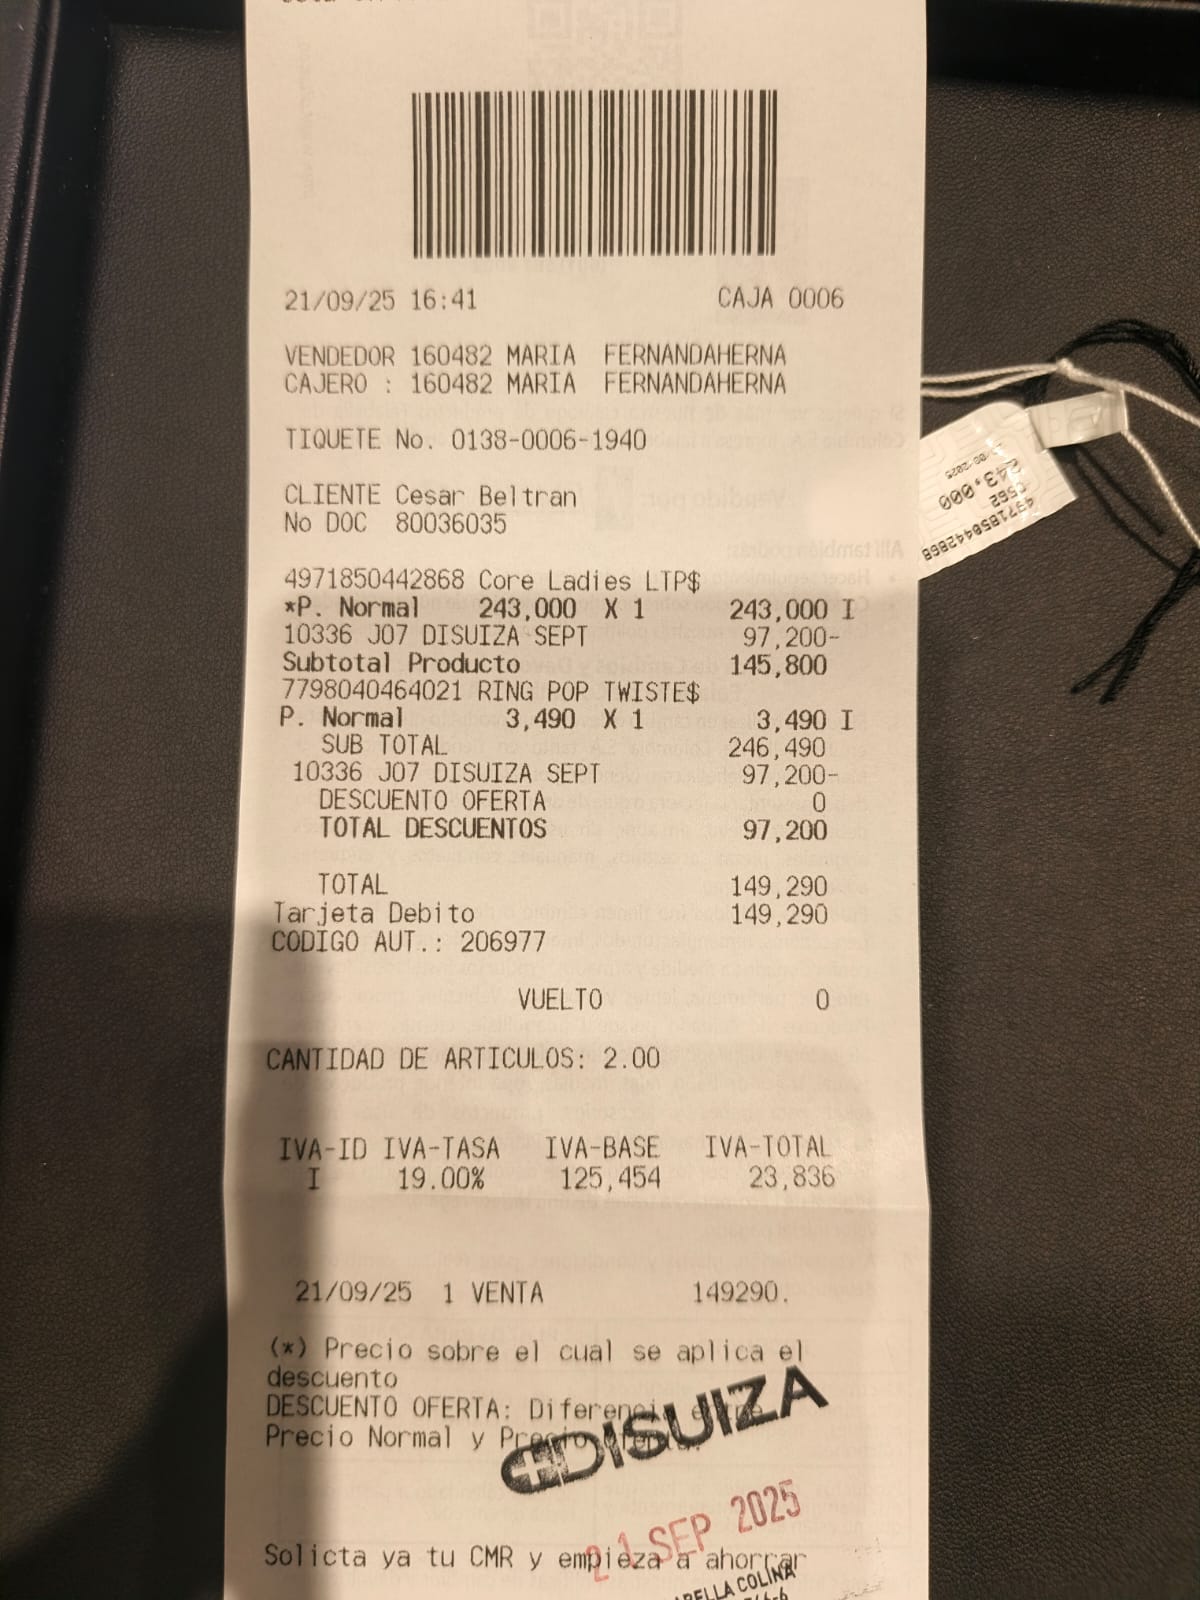 21/09/25 16:41 CAJA 0006
VENDEDOR 160482 MARIA FERNANDAHERNA
CAJERO : 160482 MARIA FERNANDAHERNA
TIQUETE No. 0138-0006-1940
CLIENTE Cesar Beltran
No DOC 80036035
4971850442868 Core Ladies LTP$
*P. Normal 243,000 X 1 243,000 I
10336 J07 DISUIZA SEPT 97,200-
Subtotal Producto 145,800
7798040464021 RING POP TWISTE$
P. Normal 3,490 X 1 3,490 I
SUB TOTAL 246,490
10336 J07 DISUIZA SEPT 97,200-
DESCUENTO OFERTA 0
TOTAL DESCUENTOS 97,200
TOTAL 149,290
Tarjeta Debito 149,290
CODIGO AUT.: 206977
VUELTO 0
CANTIDAD DE ARTICULOS: 2.00
IVA-ID IVA-TASA IVA-BASE IVA-TOTAL
I 19.00% 125,454 23,836
21/09/25 1 VENTA 149290.
(*) Precio sobre el cual se aplica el
descuento
DESCUENTO OFERTA: Diferencia entre
Precio Normal y Precio
DISUIZA
21 SEP 2025
Solicta ya tu CMR y empieza a ahorrar
COLINA
4971850442868
C562
243.000